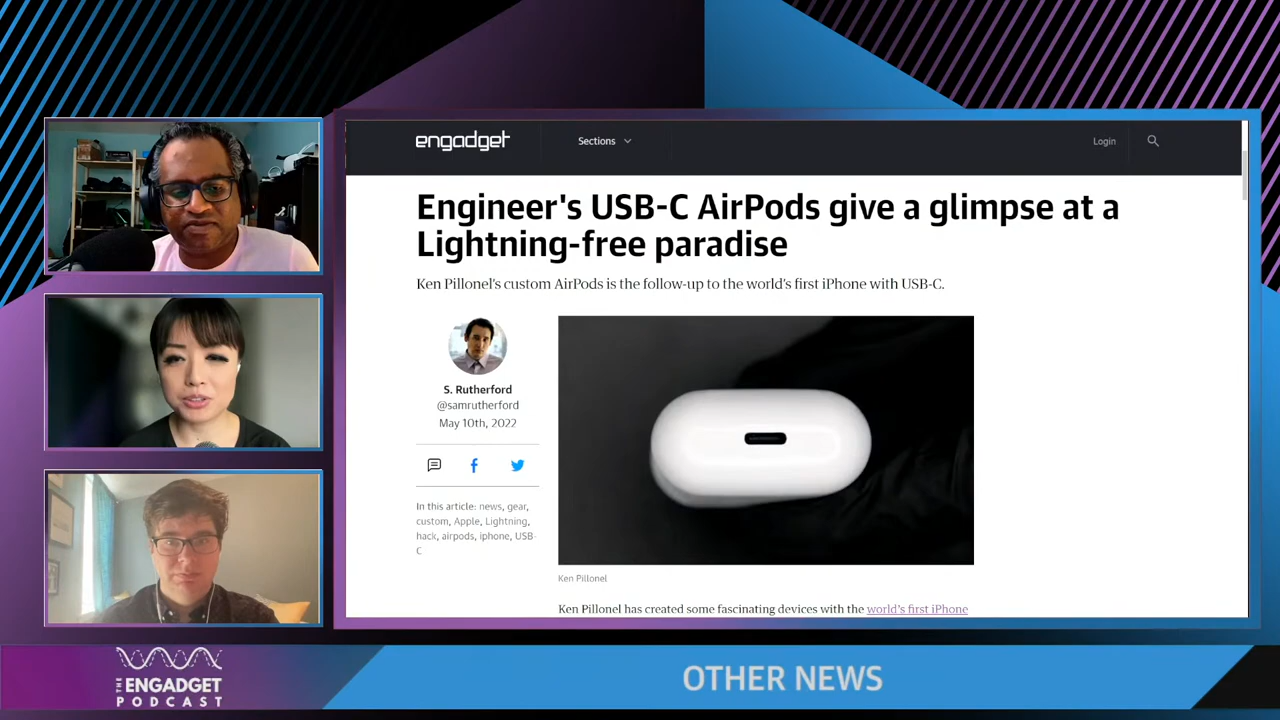 engadget
Sections
Login
Engineer's USB-C AirPods give a glimpse at a
Lightning-free paradise
Ken Pillonel's custom AirPods is the follow-up to the world's first iPhone with USB-C.
S. Rutherford
@samrutherford
May 10th, 2022
In this article: news, gear,
custom, Apple, Lightning,
hack, airpods, iphone, USB-
C
Ken Pillonel
Ken Pillonel has created some fascinating devices with the world's first iPhone
THE ENGADGET
PODCAST
OTHER NEWS